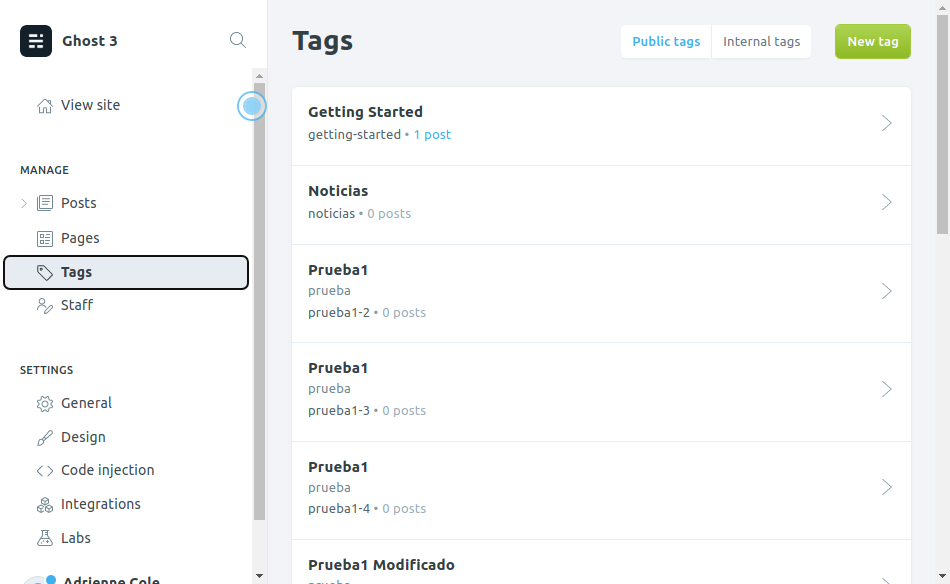 Ghost 3
View site
MANAGE
Posts
Pages
Tags
Staff
SETTINGS
General
Design
Code injection
Integrations
Labs
Adrienne Cole
Tags
Public tags
Internal tags
New tag
Getting Started
getting-started • 1 post
Noticias
noticias • 0 posts
Prueba1
prueba
prueba1-2 • 0 posts
Prueba1
prueba
prueba1-3 • 0 posts
Prueba1
prueba
prueba1-4 • 0 posts
Prueba1 Modificado
prueba